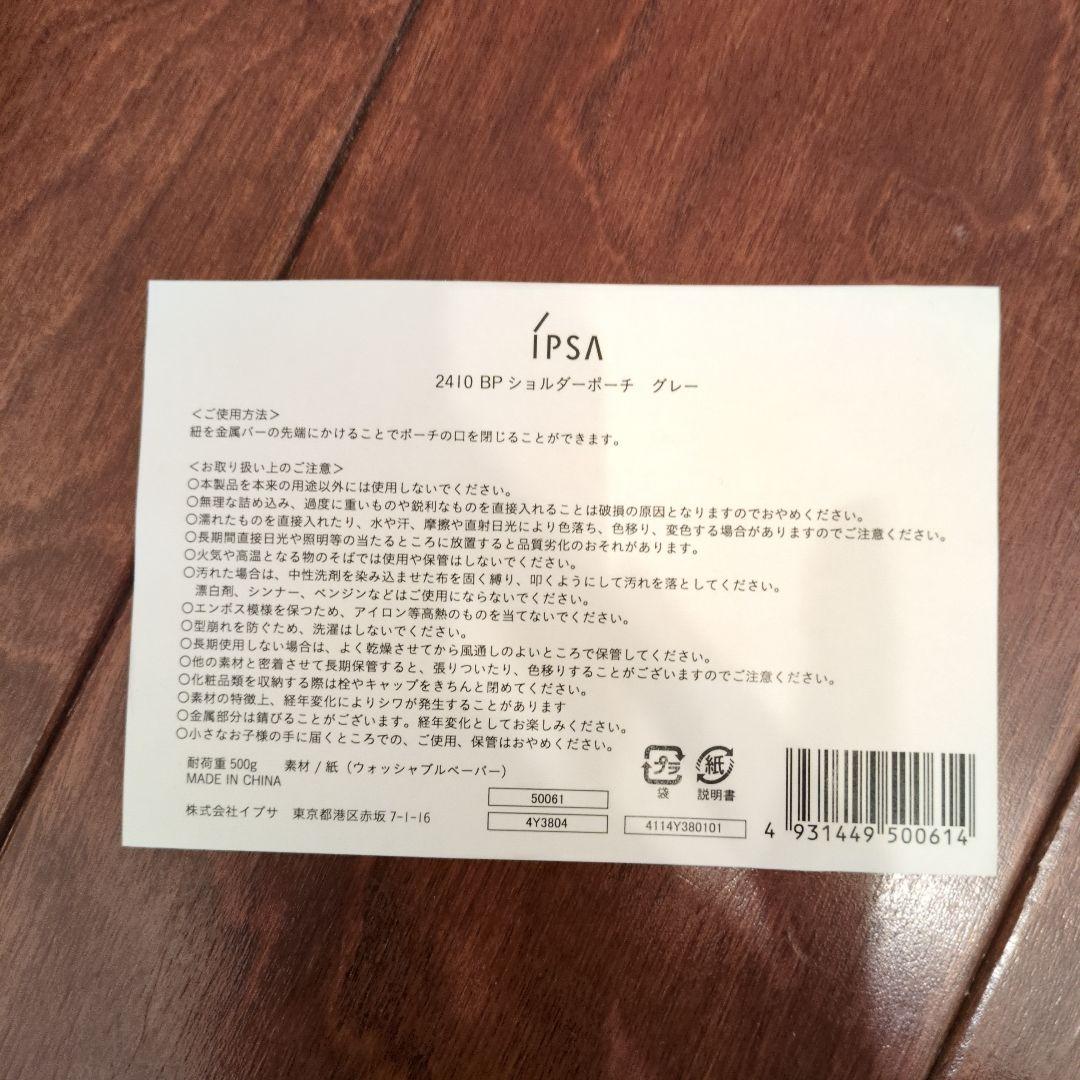 IPSA
2410 BP ショルダーポーチ　グレー
＜ご使用方法＞
紐を金属バーの先端にかけることでポーチの口を閉じることができます。
＜お取り扱い上のご注意＞
○本製品を本来の用途以外には使用しないでください。
○無理な詰め込み、過度に重いものや鋭利なものを直接入れることは破損の原因となりますのでおやめください。
○濡れたものを直接入れたり、水や汗、摩擦や直射日光により色落ち、色移り、変色する場合がありますのでご注意ください。
○長期間直接日光や照明等の当たるところに放置すると品質劣化のおそれがあります。
○火気や高温となる物のそばでは使用や保管はしないでください。
○汚れた場合は、中性洗剤を染み込ませた布を固く縛り、叩くようにして汚れを落としてください。
漂白剤、シンナー、ベンジンなどはご使用にならないでください。
○エンボス模様を保つため、アイロン等高熱のものを当てないでください。
○型崩れを防ぐため、洗濯はしないでください。
○長期使用しない場合は、よく乾燥させてから風通しのよいところで保管してください。
○他の素材と密着させて長期保管すると、張りついたり、色移りすることがございますのでご注意ください。
○化粧品類を収納する際は栓やキャップをきちんと閉めてください。
○素材の特徴上、経年変化によりシワが発生することがあります
○金属部分は錆びることがございます。経年変化としてお楽しみください。
○小さなお子様の手に届くところでの、ご使用、保管はおやめください。
耐荷重 500g　素材 / 紙（ウォッシャブルペーパー）
MADE IN CHINA
株式会社イプサ　東京都港区赤坂 7-1-16
プラ
袋
紙
説明書
50061
4Y3804
4114Y380101
4 931449 500614